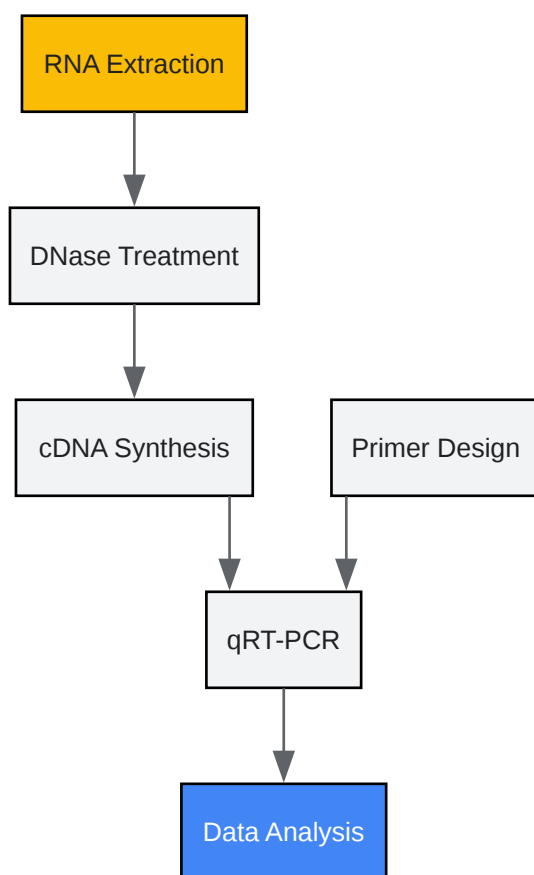 RNA Extraction
DNase Treatment
cDNA Synthesis
Primer Design
qRT-PCR
Data Analysis